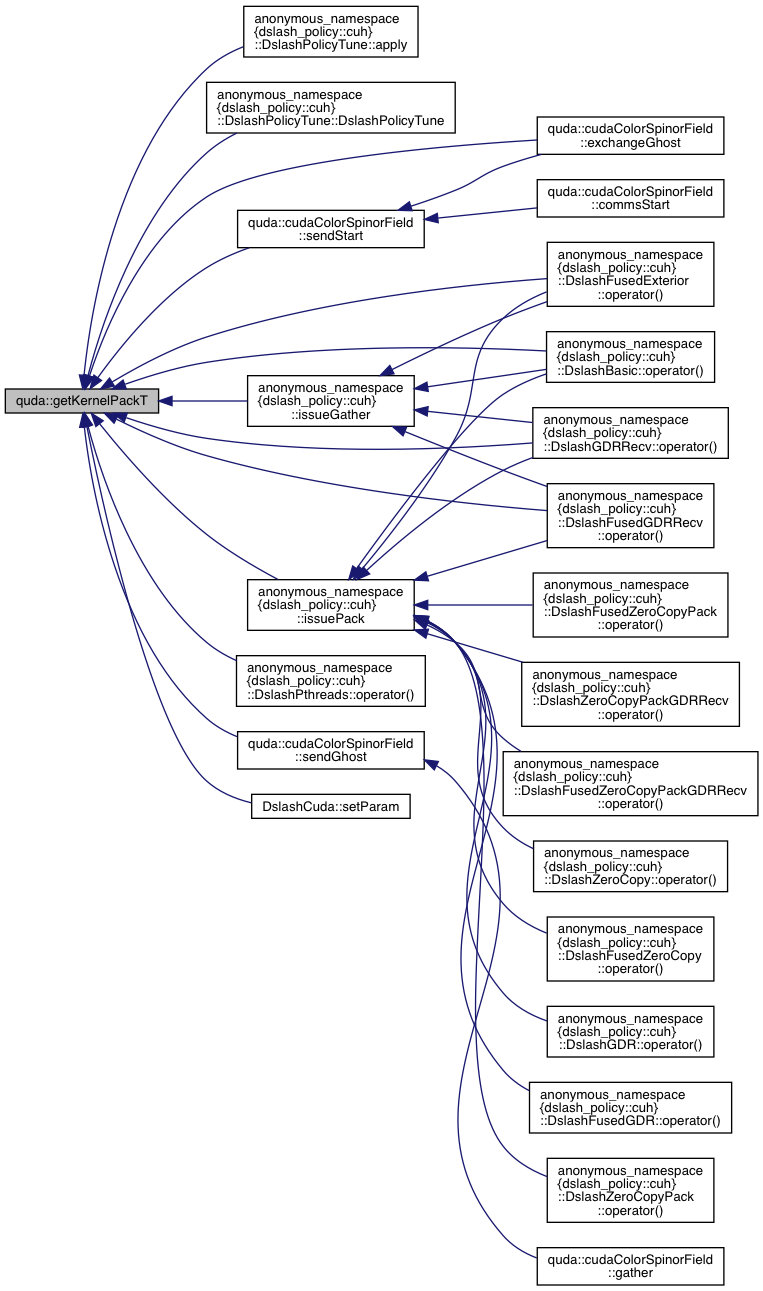 anonymous_namespace
{dslash_policy::cuh}
::DslashPolicyTune::apply
anonymous_namespace
{dslash_policy::cuh}
::DslashPolicyTune::DslashPolicyTune
quda::cudaColorSpinorField
::exchangeGhost
quda::cudaColorSpinorField
::commsStart
quda::cudaColorSpinorField
::sendStart
anonymous_namespace
{dslash_policy::cuh}
::DslashFusedExterior
::operator()
anonymous_namespace
{dslash_policy::cuh}
::DslashBasic::operator()
quda::getKernelPackT
anonymous_namespace
{dslash_policy::cuh}
::issueGather
anonymous_namespace
{dslash_policy::cuh}
::DslashGDRRecv::operator()
anonymous_namespace
{dslash_policy::cuh}
::DslashFusedGDRRecv
::operator()
anonymous_namespace
{dslash_policy::cuh}
::issuePack
anonymous_namespace
{dslash_policy::cuh}
::DslashFusedZeroCopyPack
::operator()
anonymous_namespace
{dslash_policy::cuh}
::DslashPthreads::operator()
anonymous_namespace
{dslash_policy::cuh}
::DslashZeroCopyPackGDRRecv
::operator()
quda::cudaColorSpinorField
::sendGhost
anonymous_namespace
{dslash_policy::cuh}
::DslashFusedZeroCopyPackGDRRecv
::operator()
DslashCuda::setParam
anonymous_namespace
{dslash_policy::cuh}
::DslashZeroCopy::operator()
anonymous_namespace
{dslash_policy::cuh}
::DslashFusedZeroCopy
::operator()
anonymous_namespace
{dslash_policy::cuh}
::DslashGDR::operator()
anonymous_namespace
{dslash_policy::cuh}
::DslashFusedGDR::operator()
anonymous_namespace
{dslash_policy::cuh}
::DslashZeroCopyPack
::operator()
quda::cudaColorSpinorField
::gather